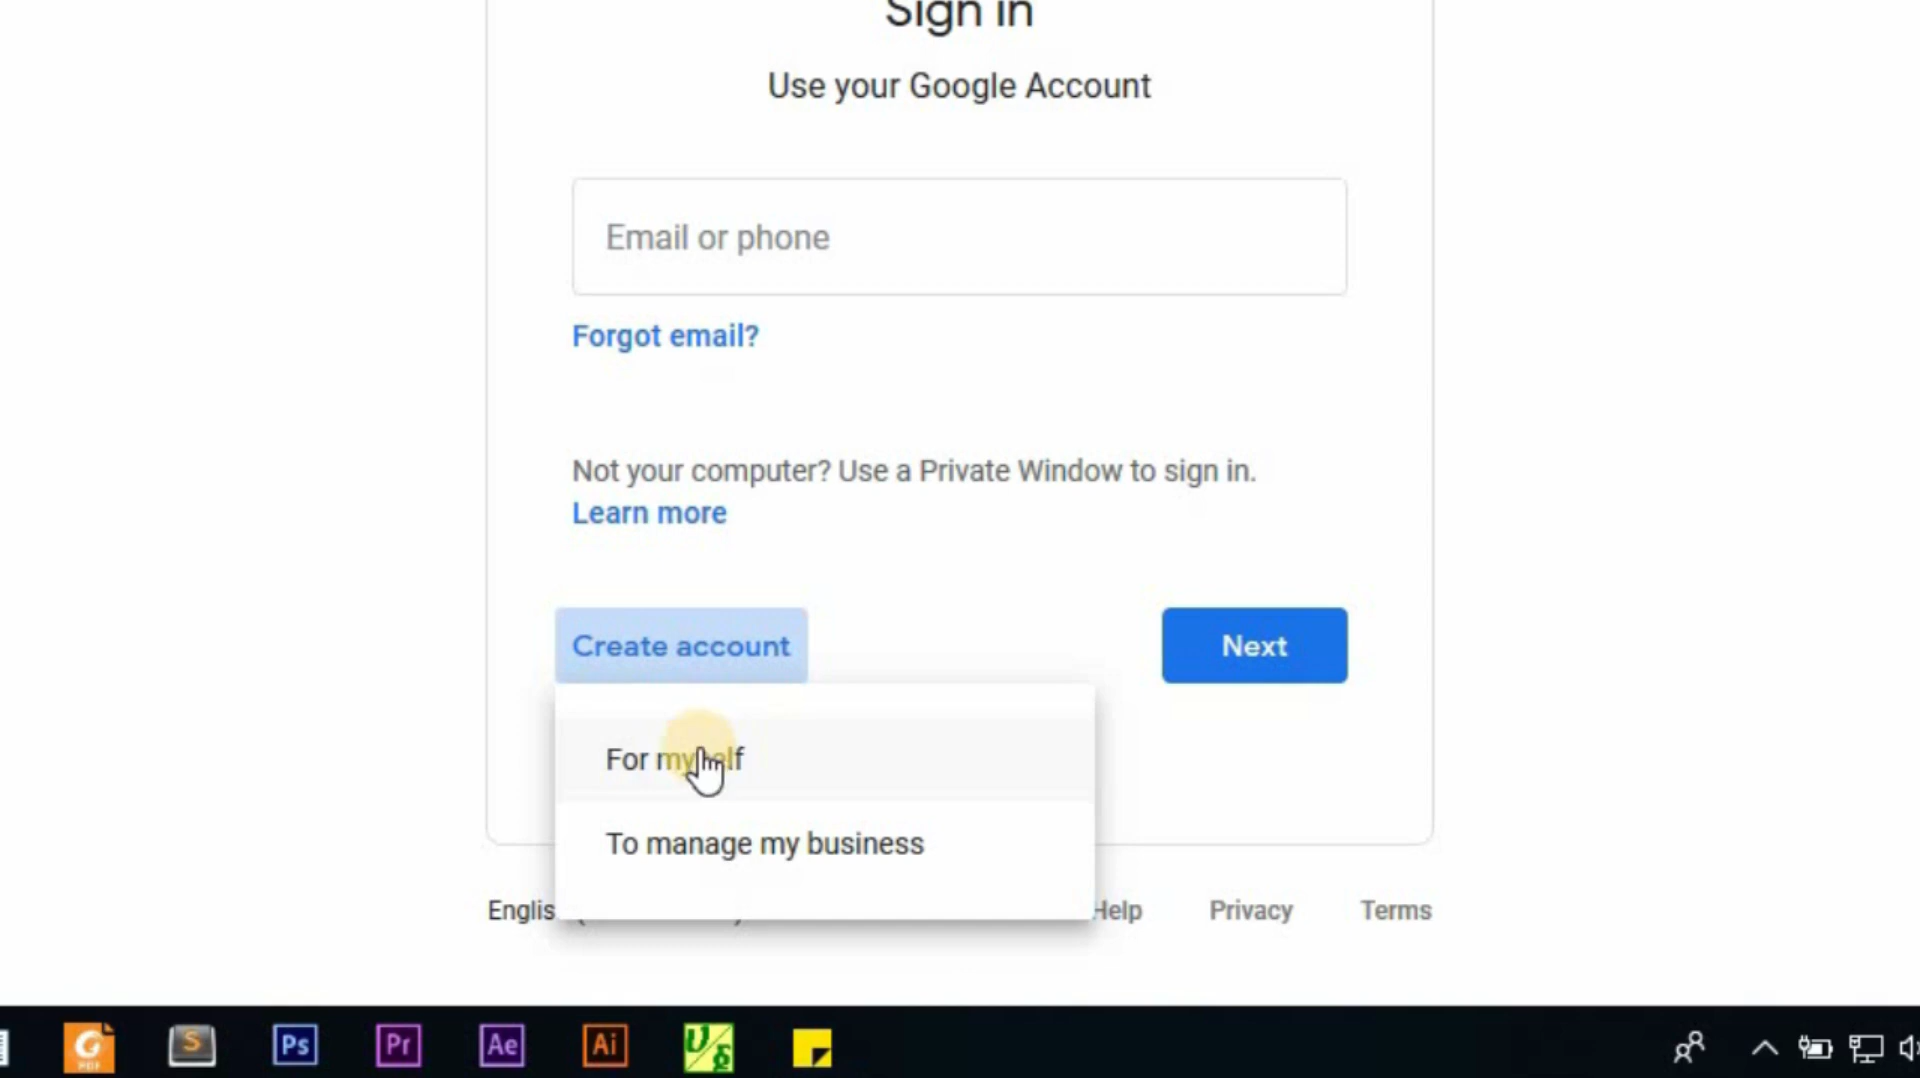 Sign in
Use your Google Account
Email or phone
Forgot email?
Not your computer? Use a Private Window to sign in.
Learn more
Create account
Next
For myself
To manage my business
Help
Privacy
Terms
PDF
S
Ps
Pr
Ae
Ai